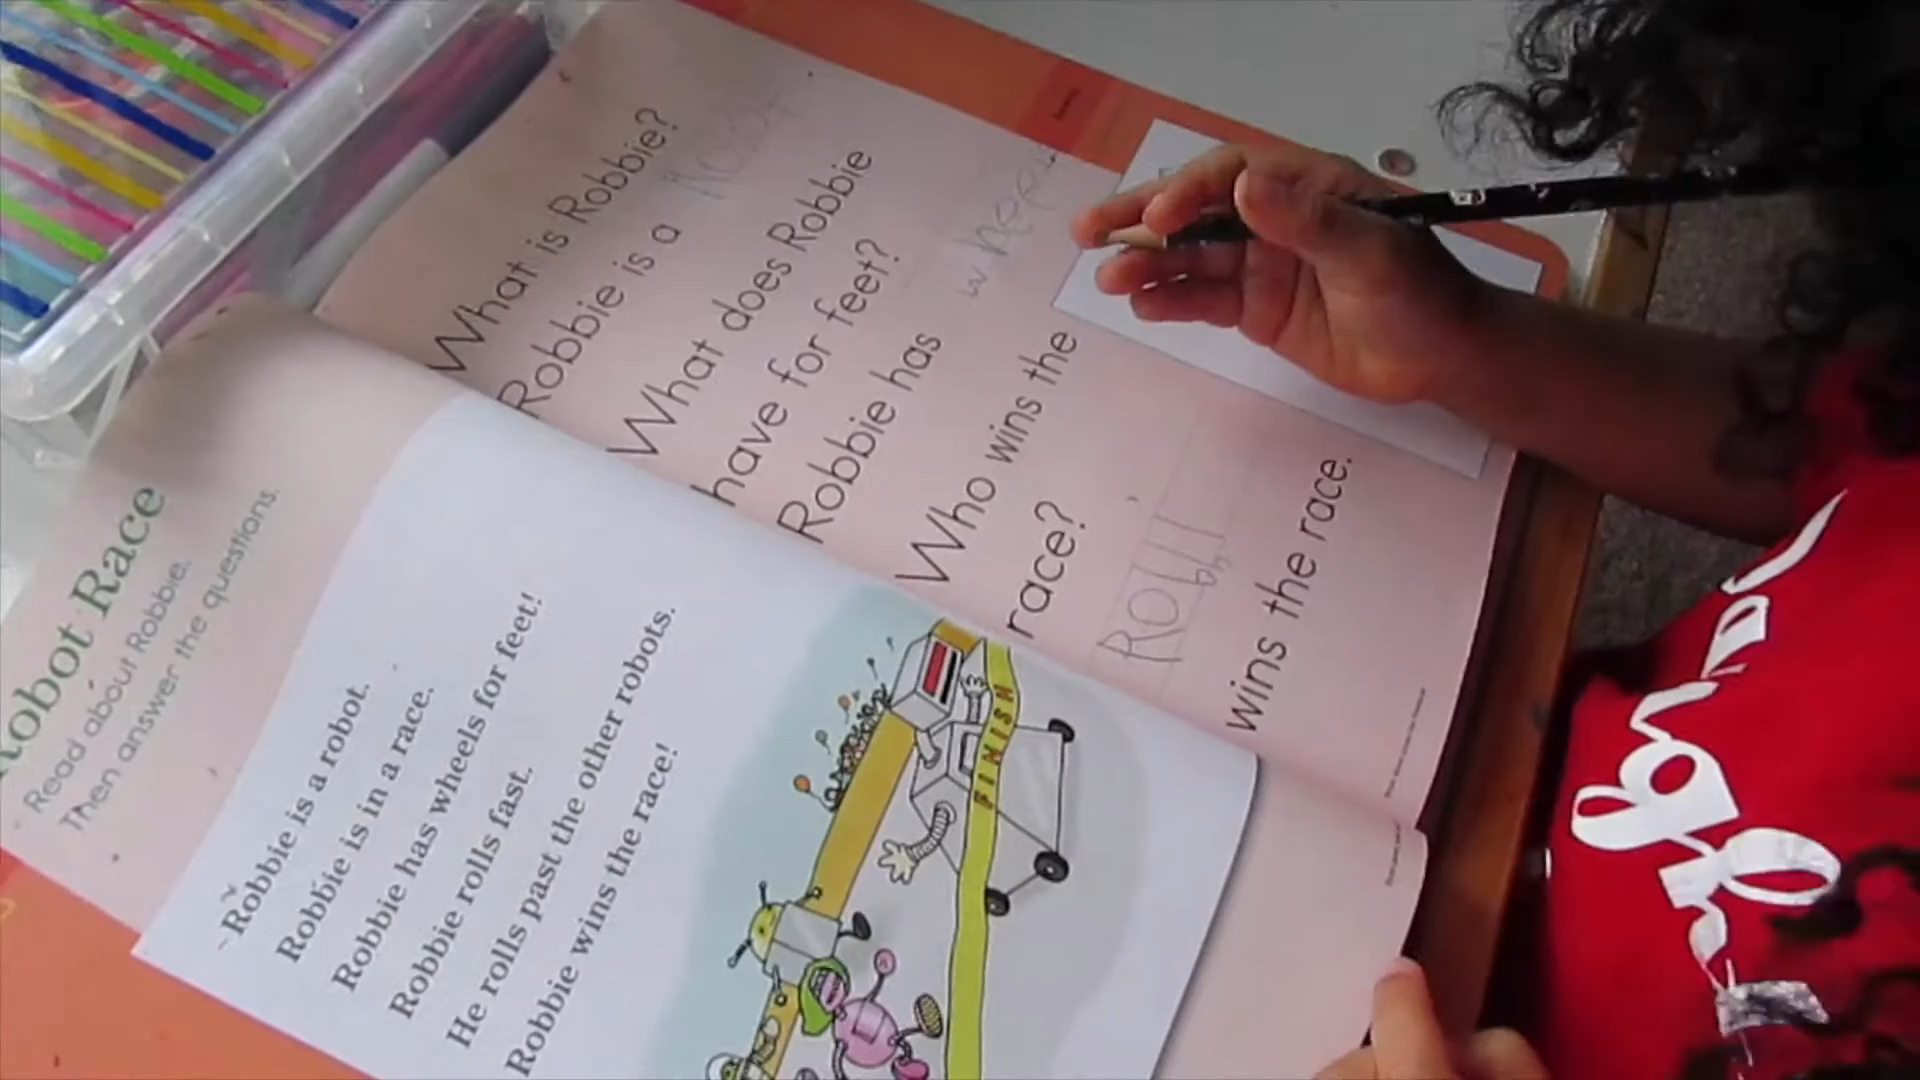 Robot Race
Read about Robbie.
Then answer the questions.
Robbie is a robot.
Robbie is in a race.
Robbie has wheels for feet!
Robbie rolls fast.
He rolls past the other robots.
Robbie wins the race!
FINISH
What is Robbie?
Robbie is a Robot
What does Robbie
have for feet?
Robbie has
Who wins the
race?
wins the race.